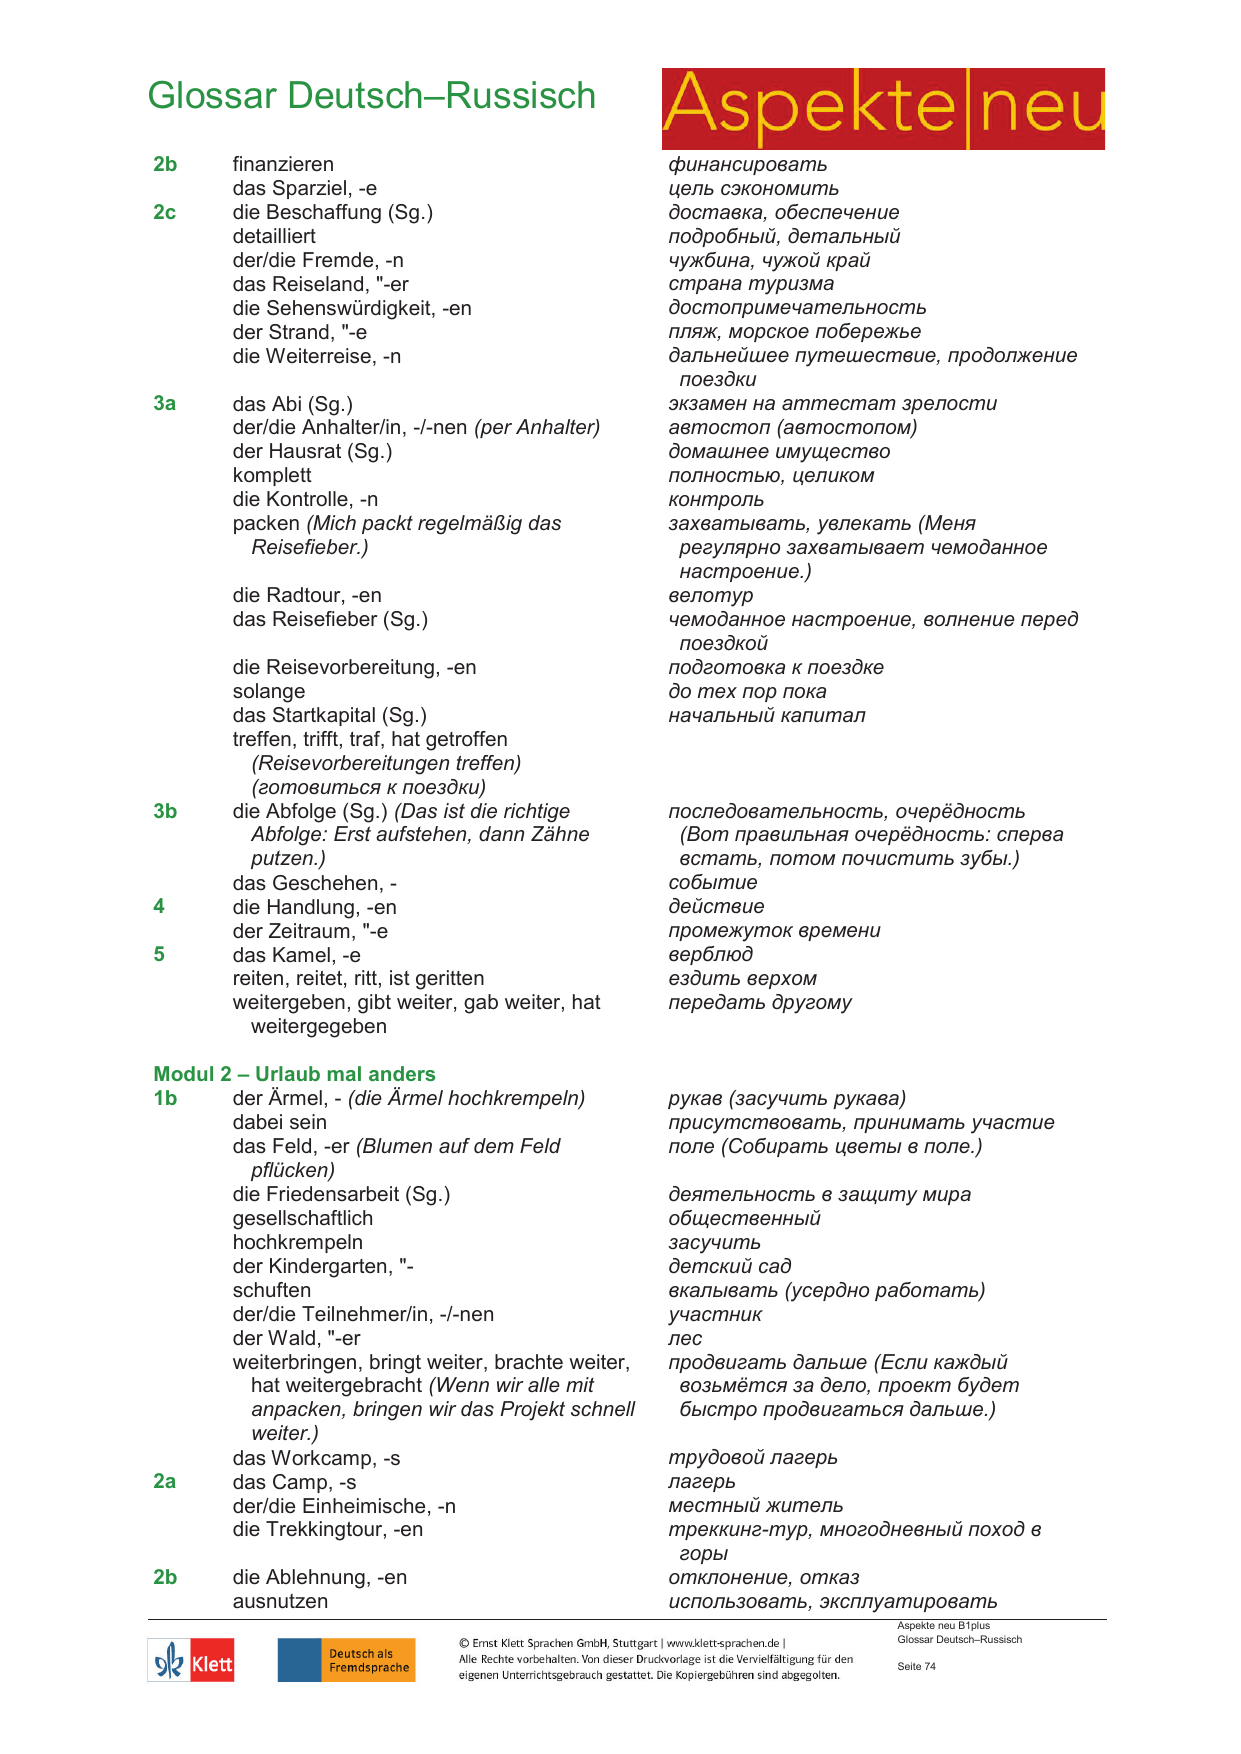 Glossar Deutsch–Russisch
Aspekte|neu
2b finanzieren финансировать
das Sparziel, -e цель сэкономить
2c die Beschaffung (Sg.) доставка, обеспечение
detailliert подробный, детальный
der/die Fremde, -n чужбина, чужой край
das Reiseland, "-er страна туризма
die Sehenswürdigkeit, -en достопримечательность
der Strand, "-e пляж, морское побережье
die Weiterreise, -n дальнейшее путешествие, продолжение
поездки
3a das Abi (Sg.) экзамен на аттестат зрелости
der/die Anhalter/in, -/-nen (per Anhalter) автостоп (автостопом)
der Hausrat (Sg.) домашнее имущество
komplett полностью, целиком
die Kontrolle, -n контроль
packen (Mich packt regelmäßig das захватывать, увлекать (Меня
Reisefieber.) регулярно захватывает чемоданное
настроение.)
die Radtour, -en велотур
das Reisefieber (Sg.) чемоданное настроение, волнение перед
поездкой
die Reisevorbereitung, -en подготовка к поездке
solange до тех пор пока
das Startkapital (Sg.) начальный капитал
treffen, trifft, traf, hat getroffen
(Reisevorbereitungen treffen)
(готовиться к поездки)
3b die Abfolge (Sg.) (Das ist die richtige последовательность, очерёдность
Abfolge: Erst aufstehen, dann Zähne (Вот правильная очерёдность: сперва
putzen.) встать, потом почистить зубы.)
das Geschehen, - событие
4 die Handlung, -en действие
der Zeitraum, "-e промежуток времени
5 das Kamel, -e верблюд
reiten, reitet, ritt, ist geritten ездить верхом
weitergeben, gibt weiter, gab weiter, hat передать другому
weitergegeben
Modul 2 – Urlaub mal anders
1b der Ärmel, - (die Ärmel hochkrempeln) рукав (засучить рукава)
dabei sein присутствовать, принимать участие
das Feld, -er (Blumen auf dem Feld поле (Собирать цветы в поле.)
pflücken)
die Friedensarbeit (Sg.) деятельность в защиту мира
gesellschaftlich общественный
hochkrempeln засучить
der Kindergarten, "- детский сад
schuften вкалывать (усердно работать)
der/die Teilnehmer/in, -/-nen участник
der Wald, "-er лес
weiterbringen, bringt weiter, brachte weiter, продвигать дальше (Если каждый
hat weitergebracht (Wenn wir alle mit возьмётся за дело, проект будет
anpacken, bringen wir das Projekt schnell быстро продвигаться дальше.)
weiter.)
das Workcamp, -s трудовой лагерь
2a das Camp, -s лагерь
der/die Einheimische, -n местный житель
die Trekkingtour, -en треккинг-тур, многодневный поход в
горы
2b die Ablehnung, -en отклонение, отказ
ausnutzen использовать, эксплуатировать
Klett
Deutsch als
Fremdsprache
© Ernst Klett Sprachen GmbH, Stuttgart | www.klett-sprachen.de |
Alle Rechte vorbehalten. Von dieser Druckvorlage ist die Vervielfältigung für den
eigenen Unterrichtsgebrauch gestattet. Die Kopiergebühren sind abgegolten.
Aspekte neu B1plus
Glossar Deutsch–Russisch
Seite 74